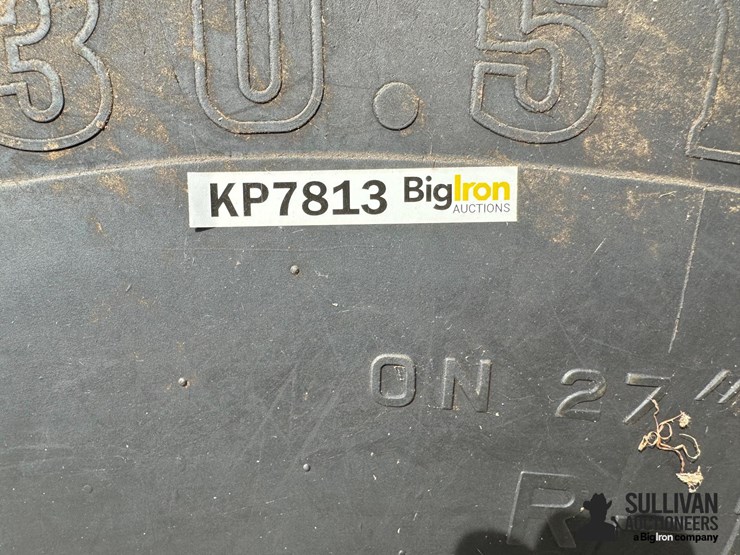 30.5
KP7813 BigIron
AUCTIONS
ON 27"
R
SULLIVAN
AUCTIONEERS
a BigIron company